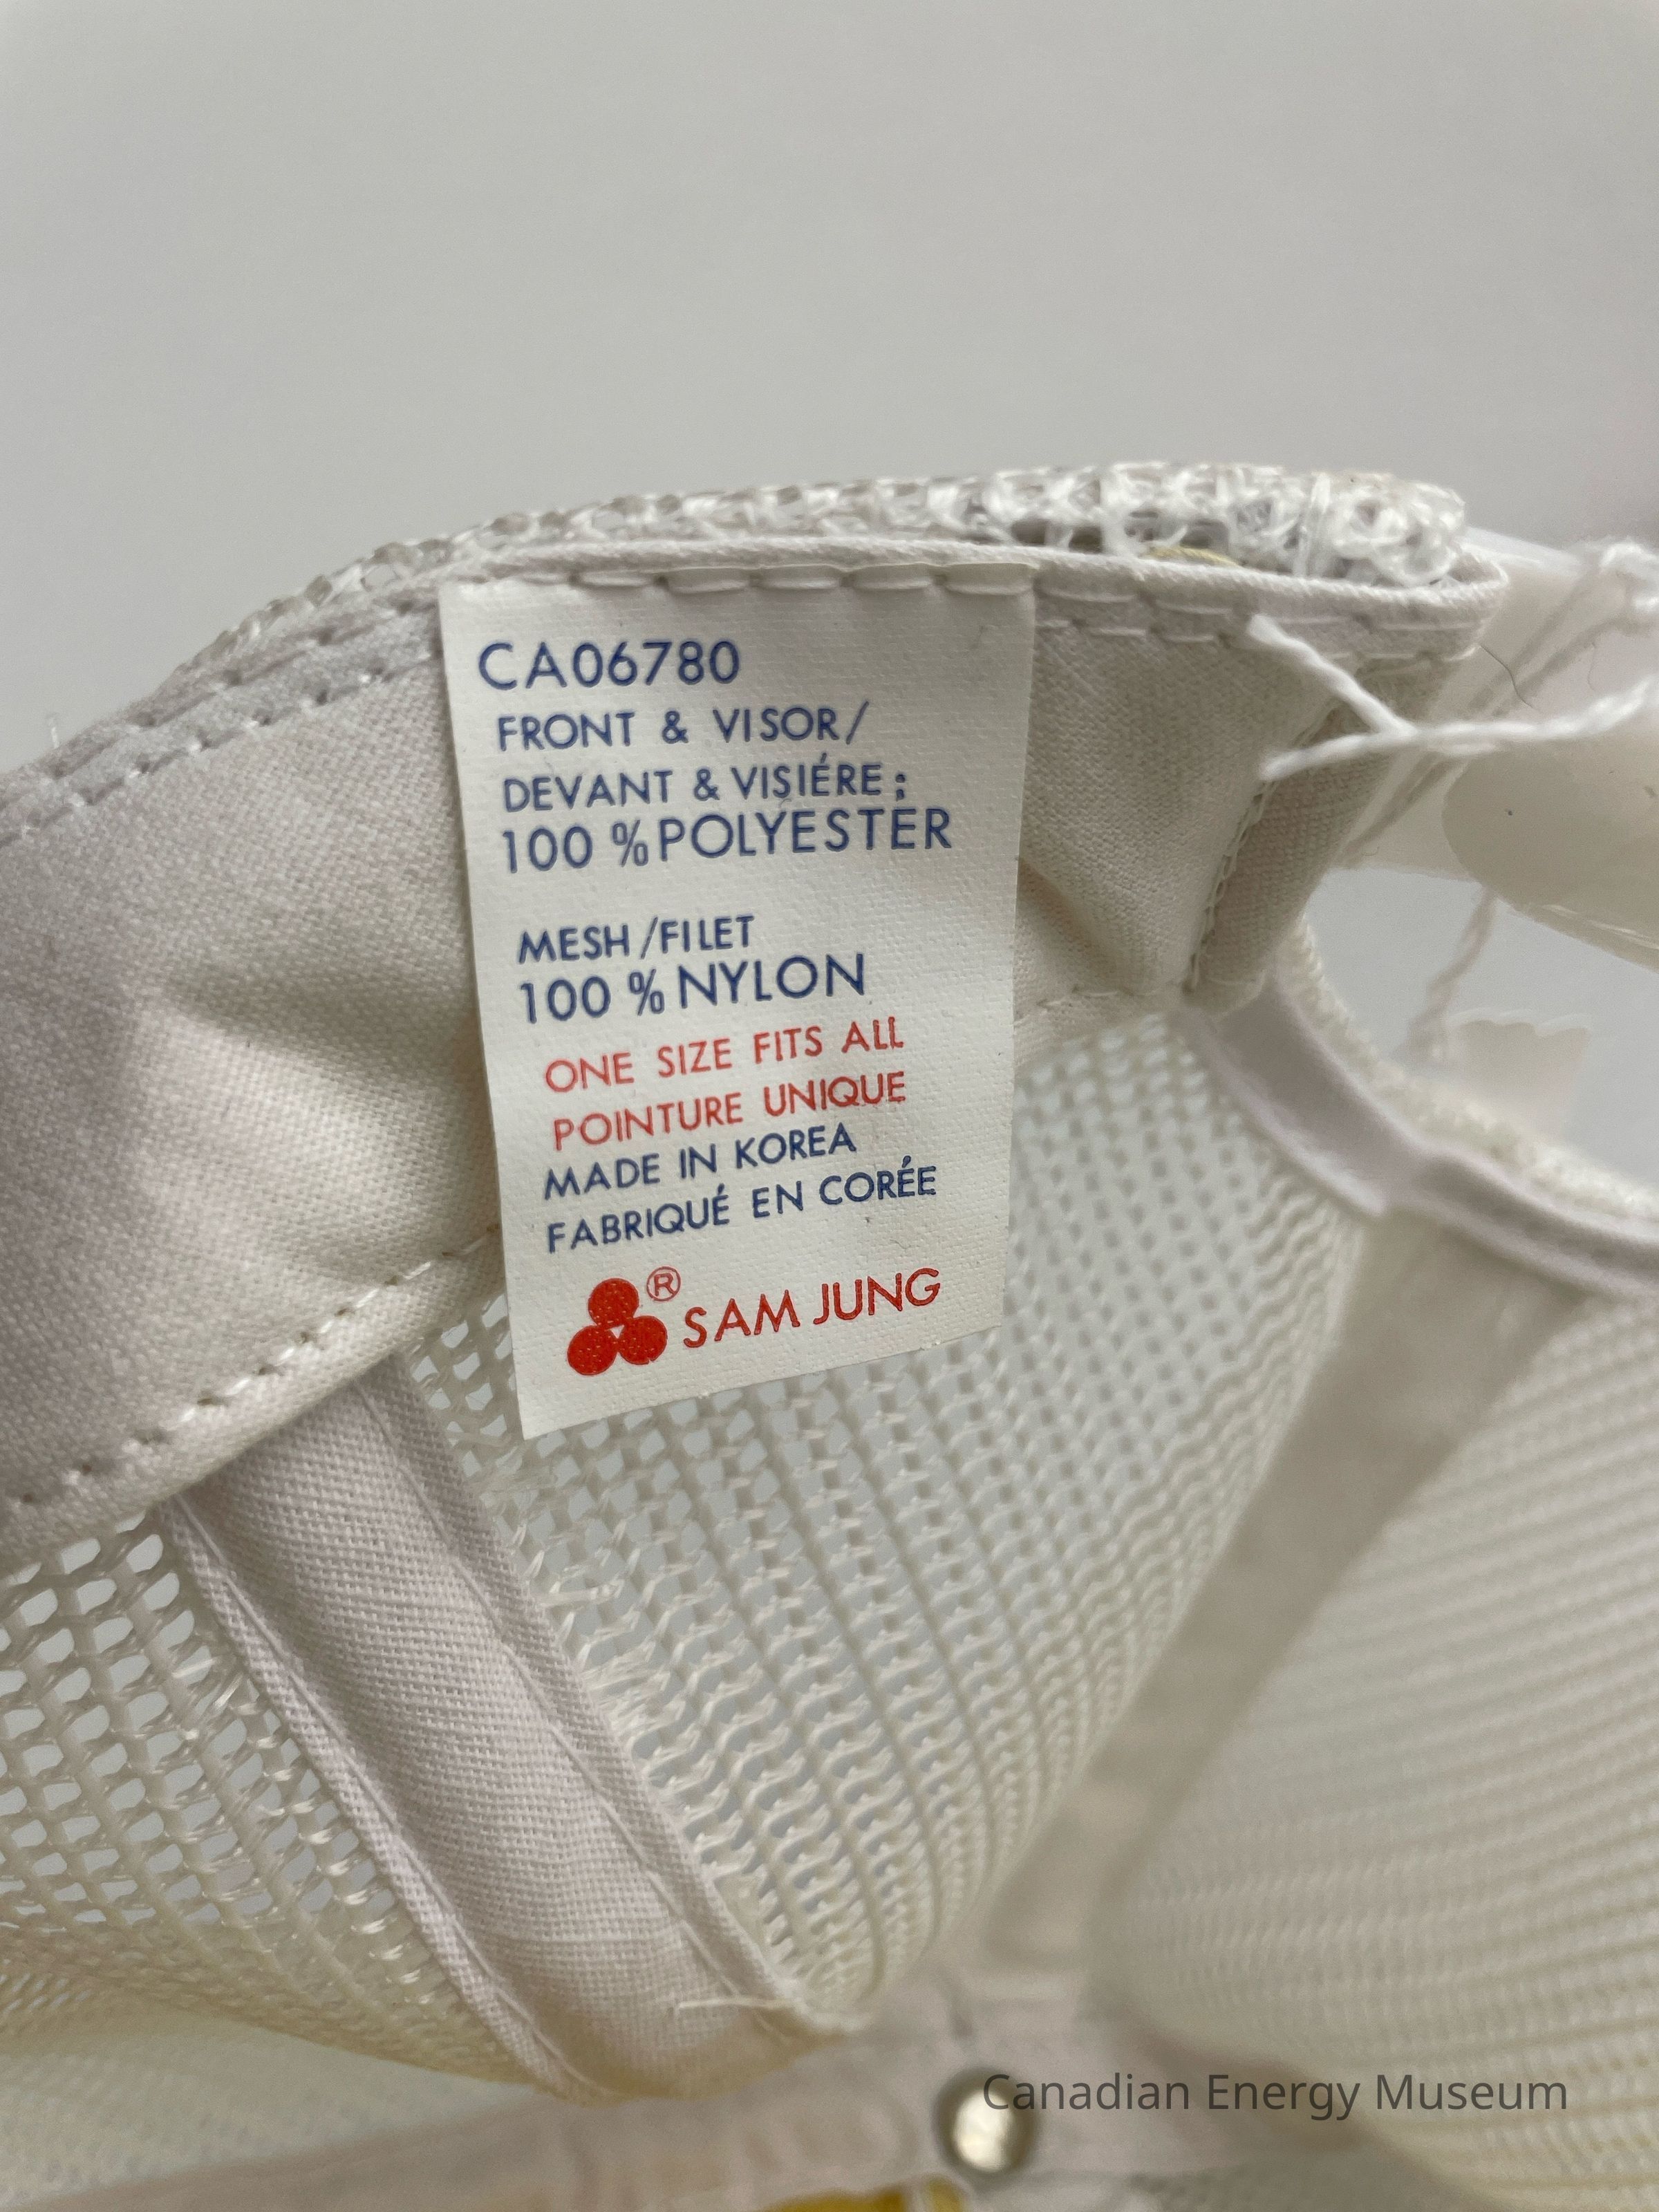 CA06780
FRONT & VISOR/
DEVANT & VISIÉRE;
100 % POLYESTER
MESH/FILET
100 % NYLON
ONE SIZE FITS ALL
POINTURE UNIQUE
MADE IN KOREA
FABRIQUÉ EN CORÉE
® SAM JUNG
Canadian Energy Museum